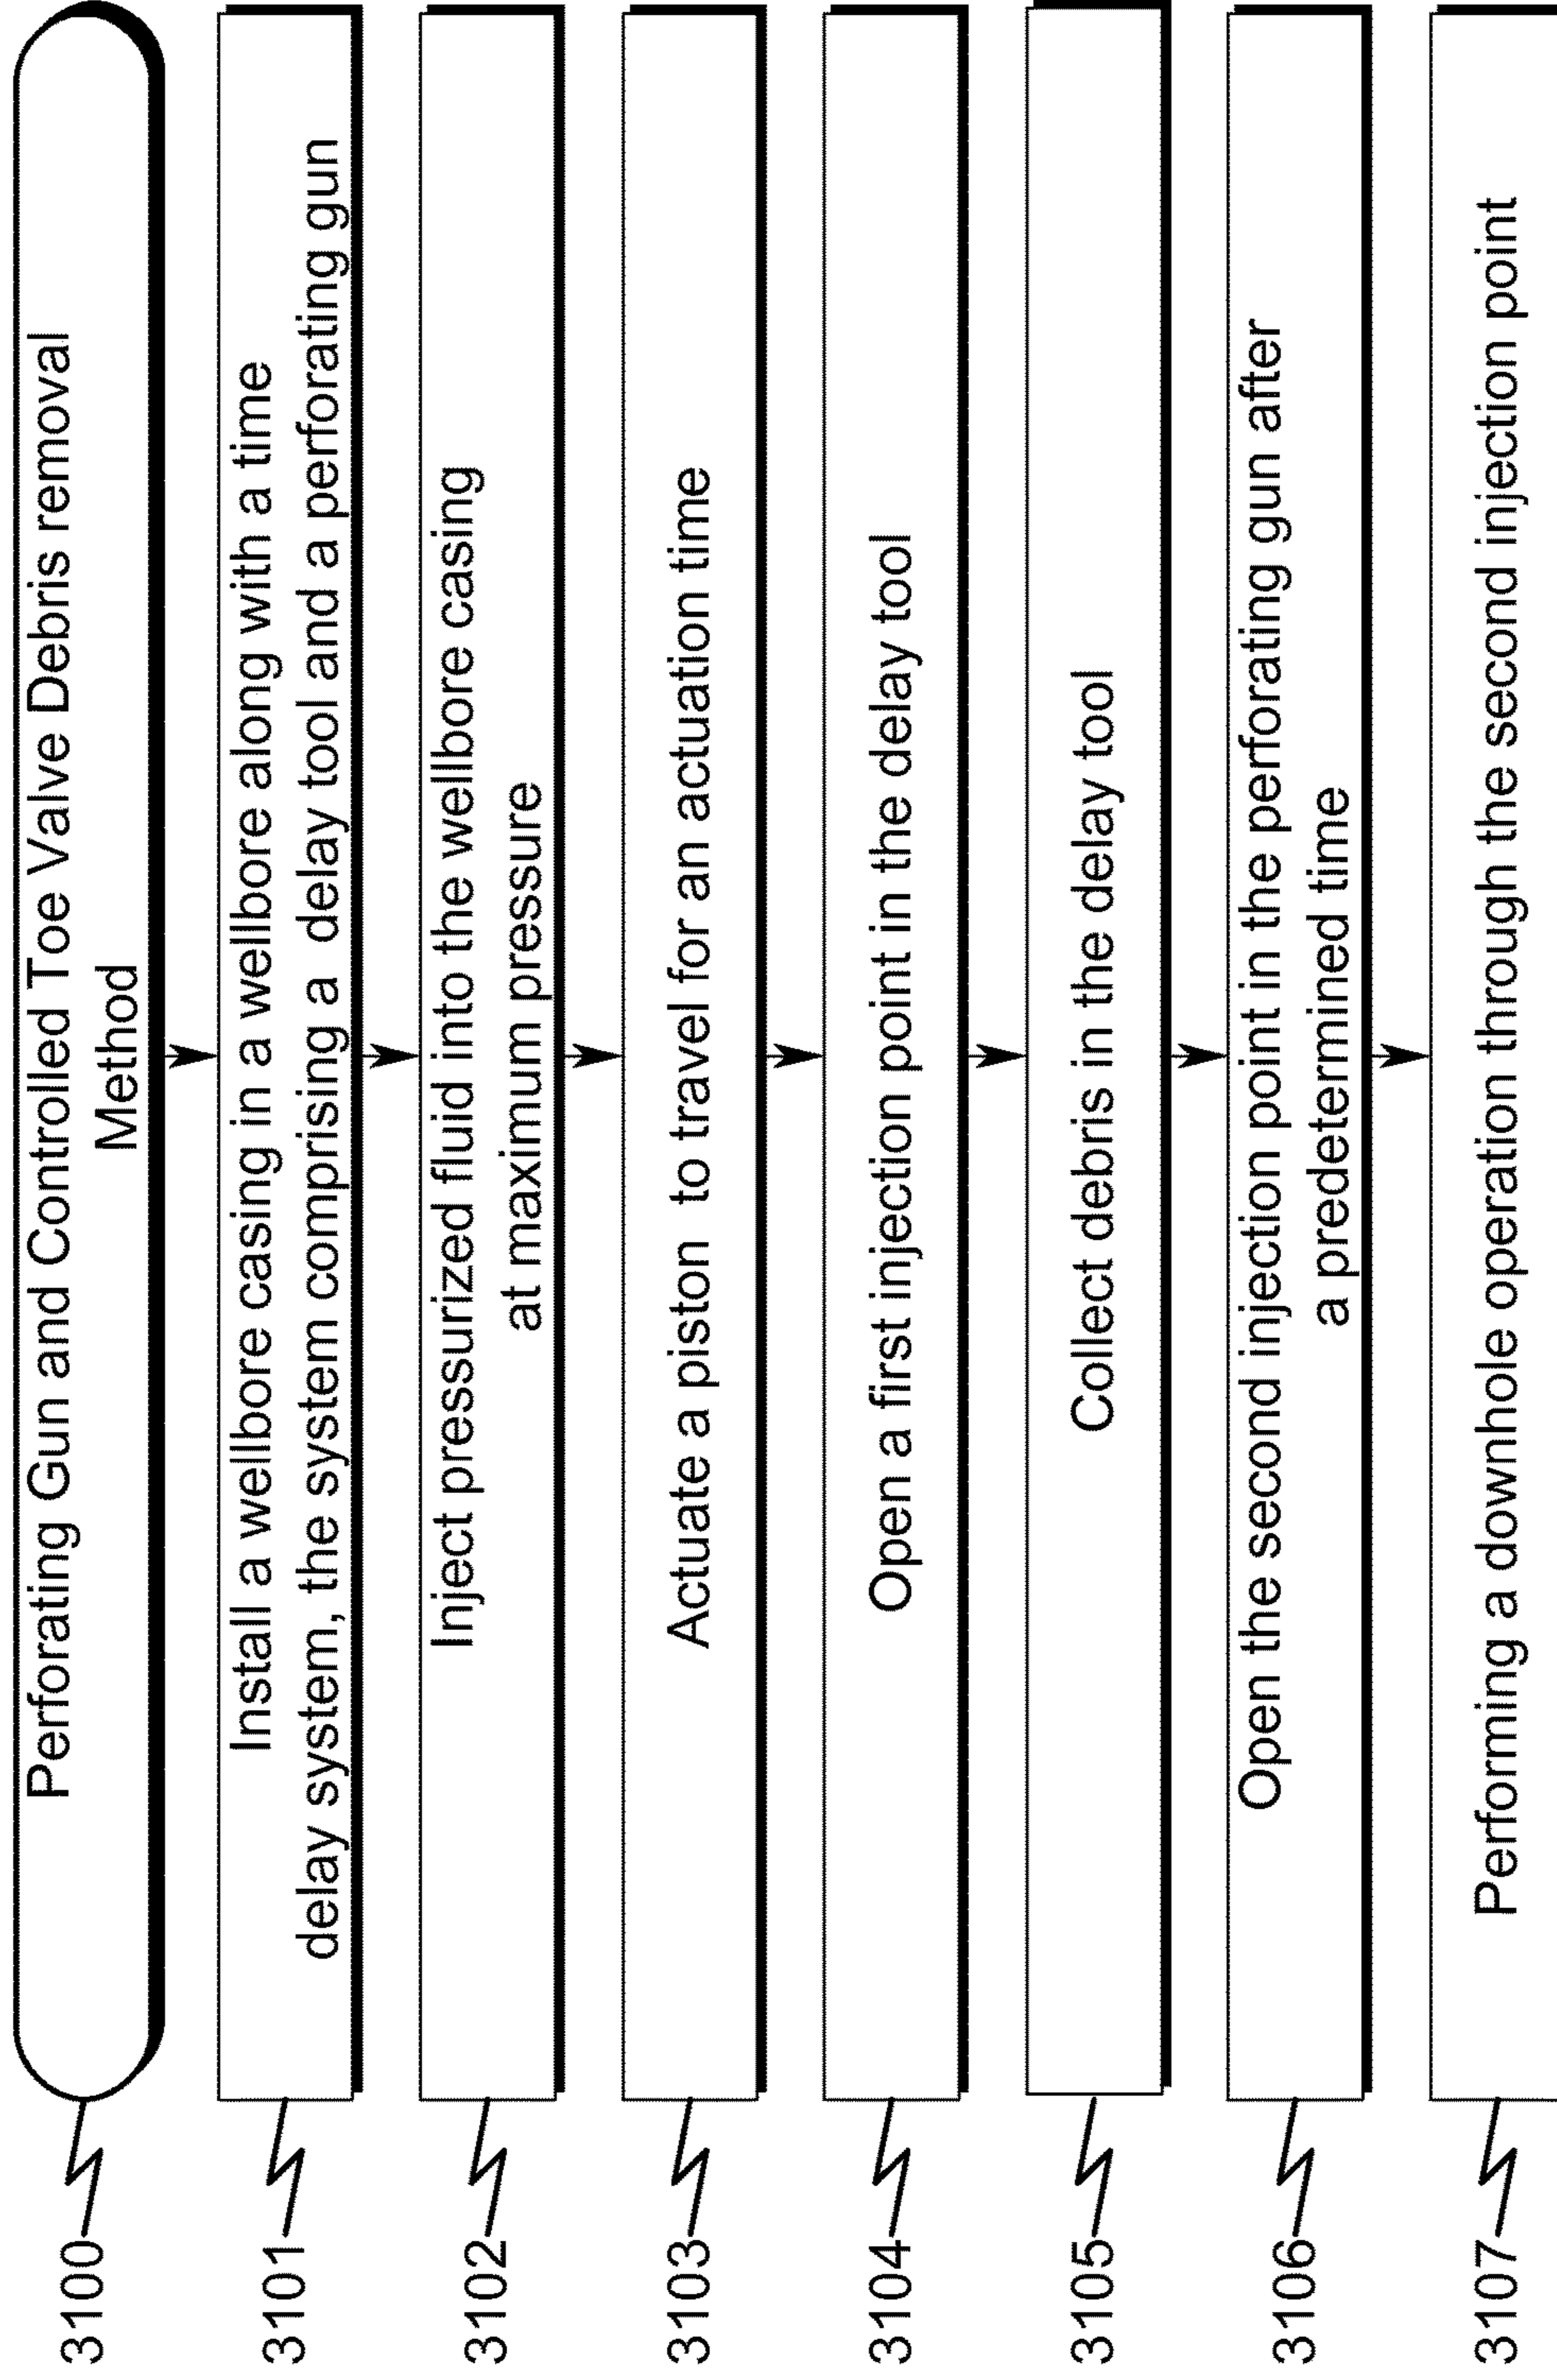 Perforating Gun and Controlled Toe Valve Debris removal
Method
3100
Install a wellbore casing in a wellbore along with a time
delay system, the system comprising a delay tool and a perforating gun
3101
Inject pressurized fluid into the wellbore casing
at maximum pressure
3102
Actuate a piston to travel for an actuation time
3103
Open a first injection point in the delay tool
3104
Collect debris in the delay tool
3105
Open the second injection point in the perforating gun after
a predetermined time
3106
Performing a downhole operation through the second injection point
3107